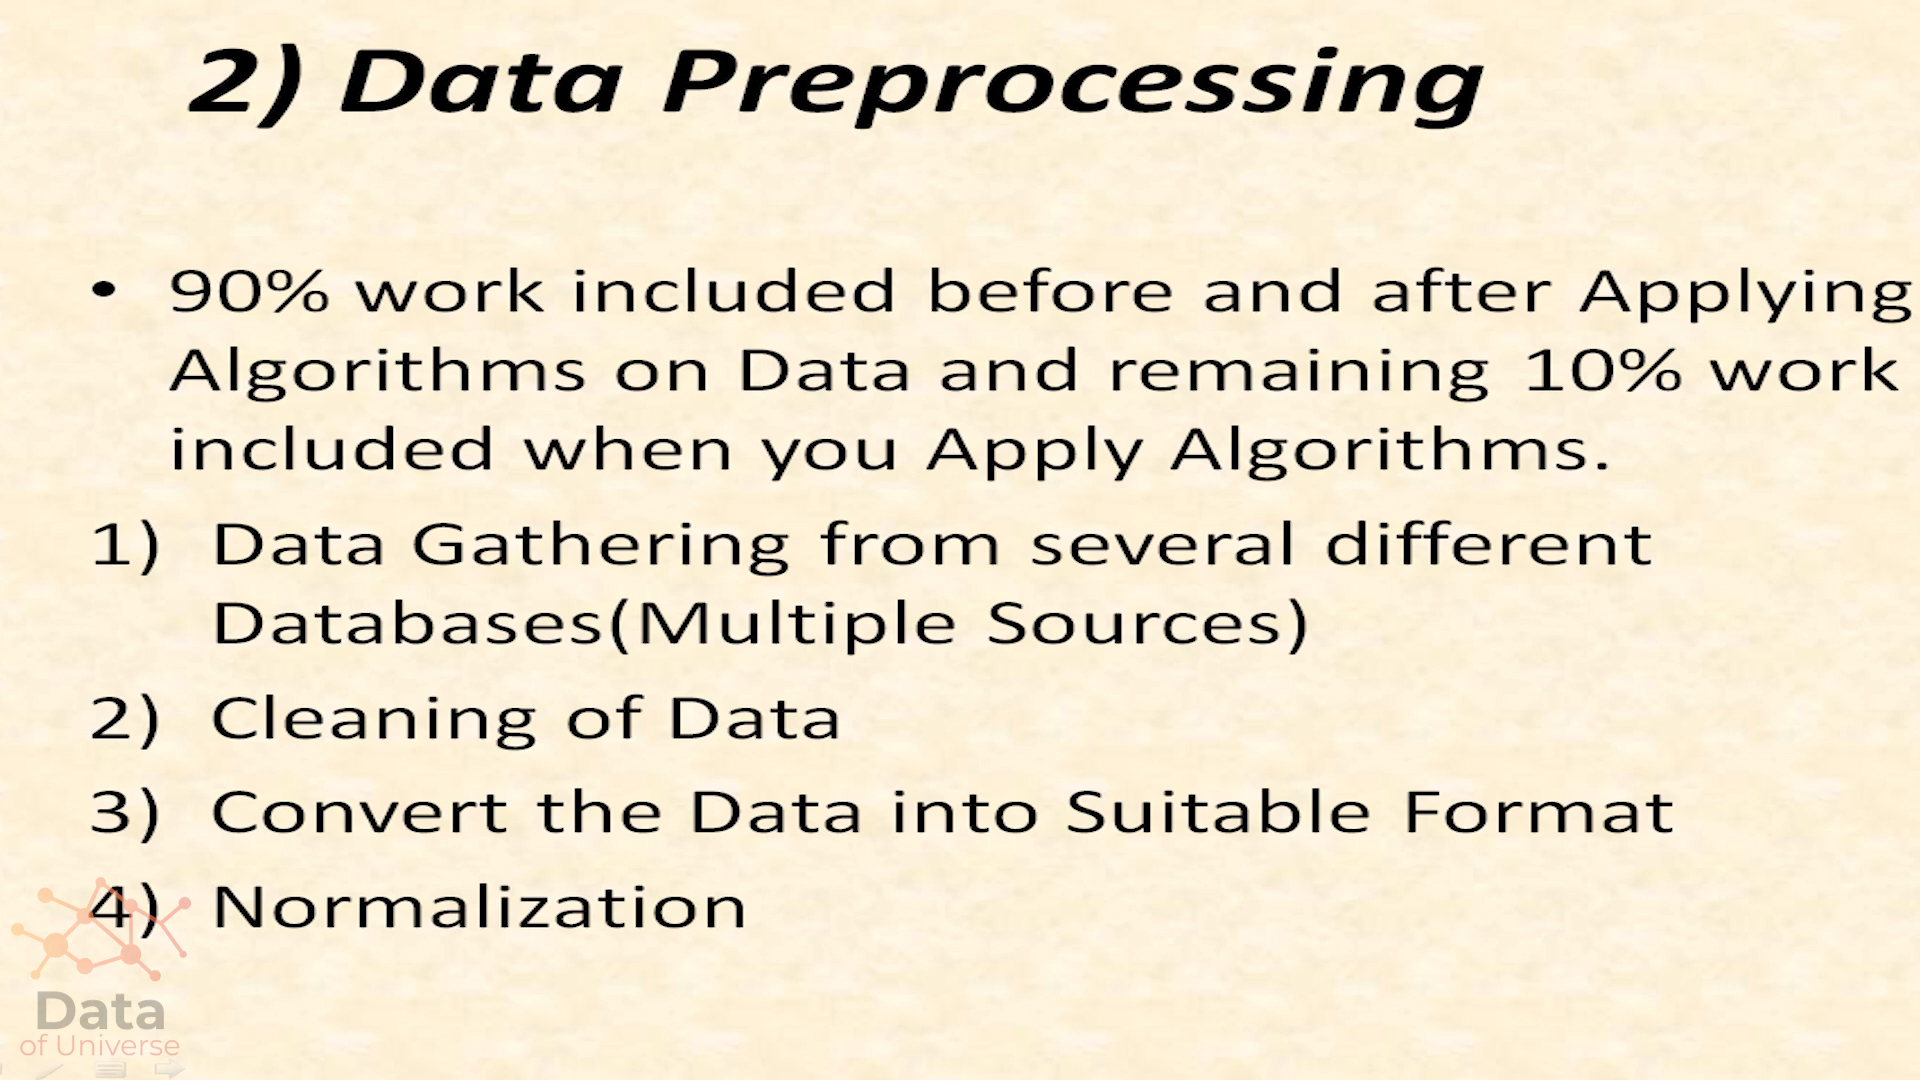 2) Data Preprocessing
• 90% work included before and after Applying
Algorithms on Data and remaining 10% work
included when you Apply Algorithms.
1) Data Gathering from several different
Databases(Multiple Sources)
2) Cleaning of Data
3) Convert the Data into Suitable Format
4) Normalization
Data
of Universe